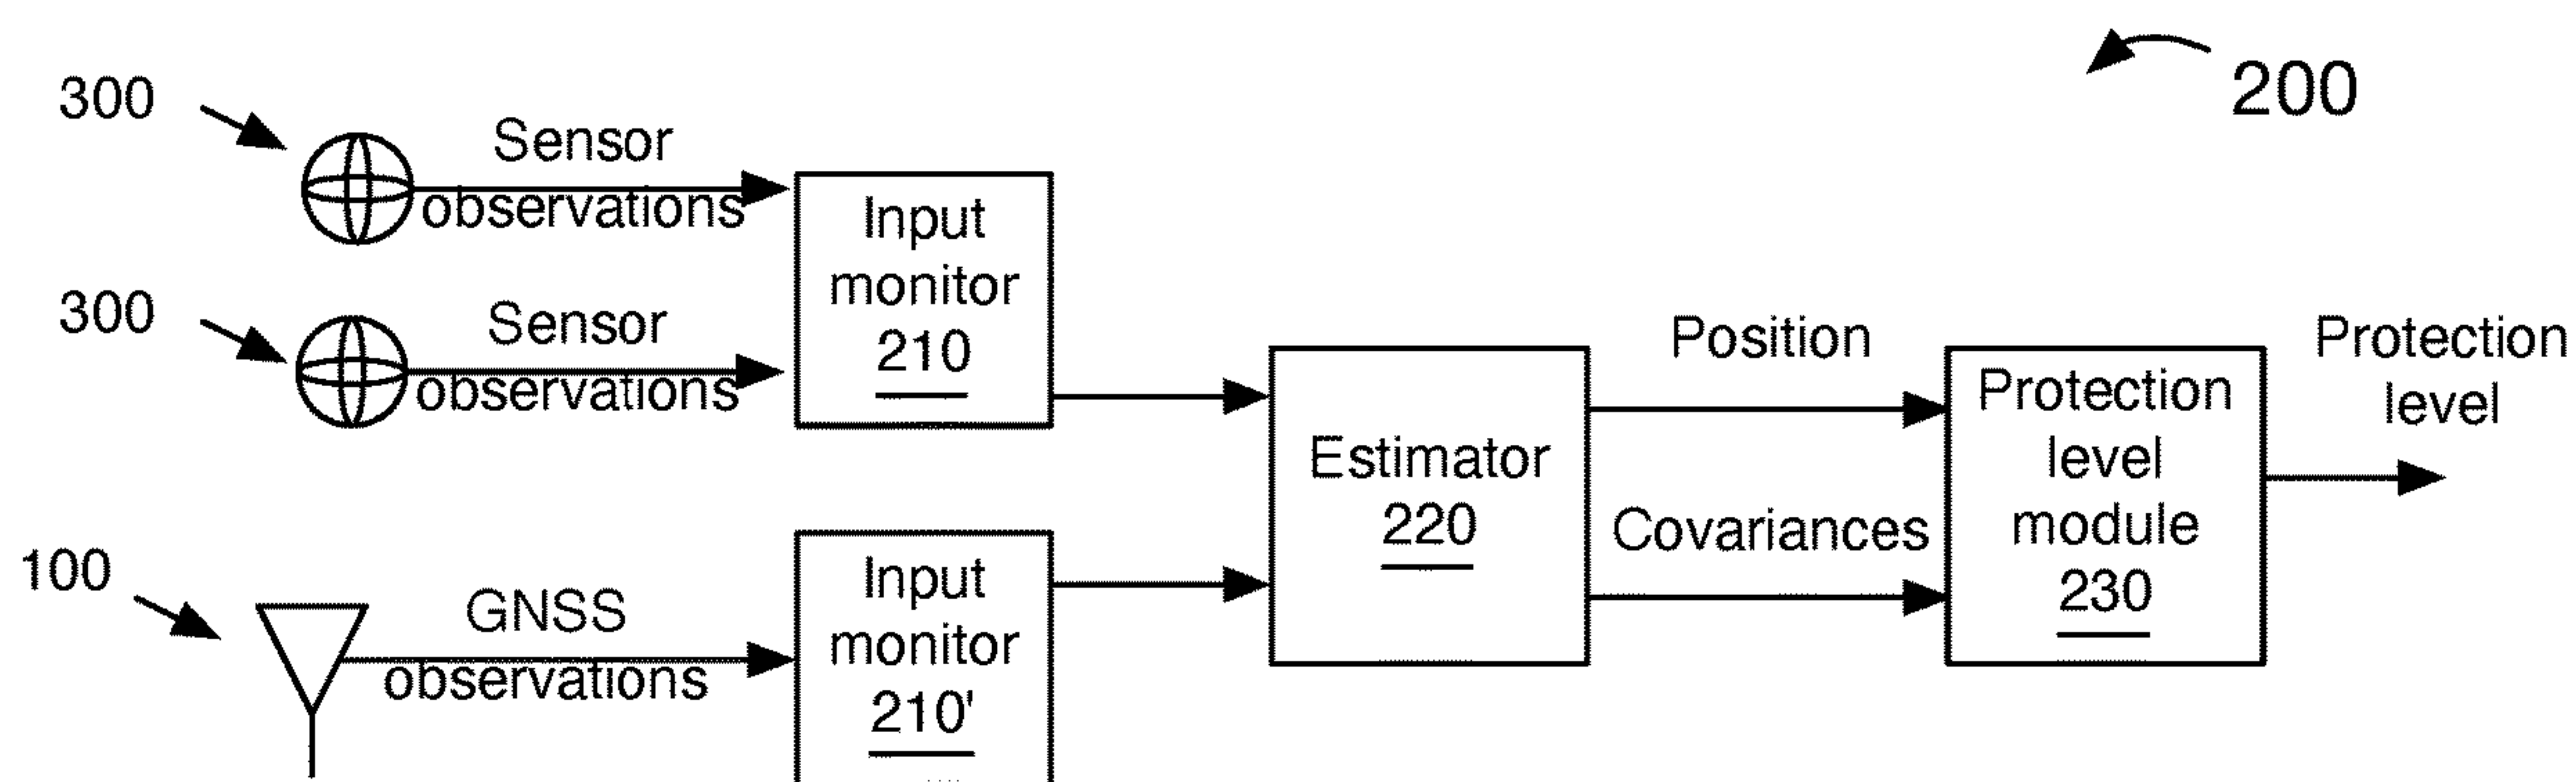 200
300
Sensor
observations
300
Sensor
observations
Input
monitor
210
100
GNSS
observations
Input
monitor
210'
Estimator
220
Position
Covariances
Protection
level
module
230
Protection
level